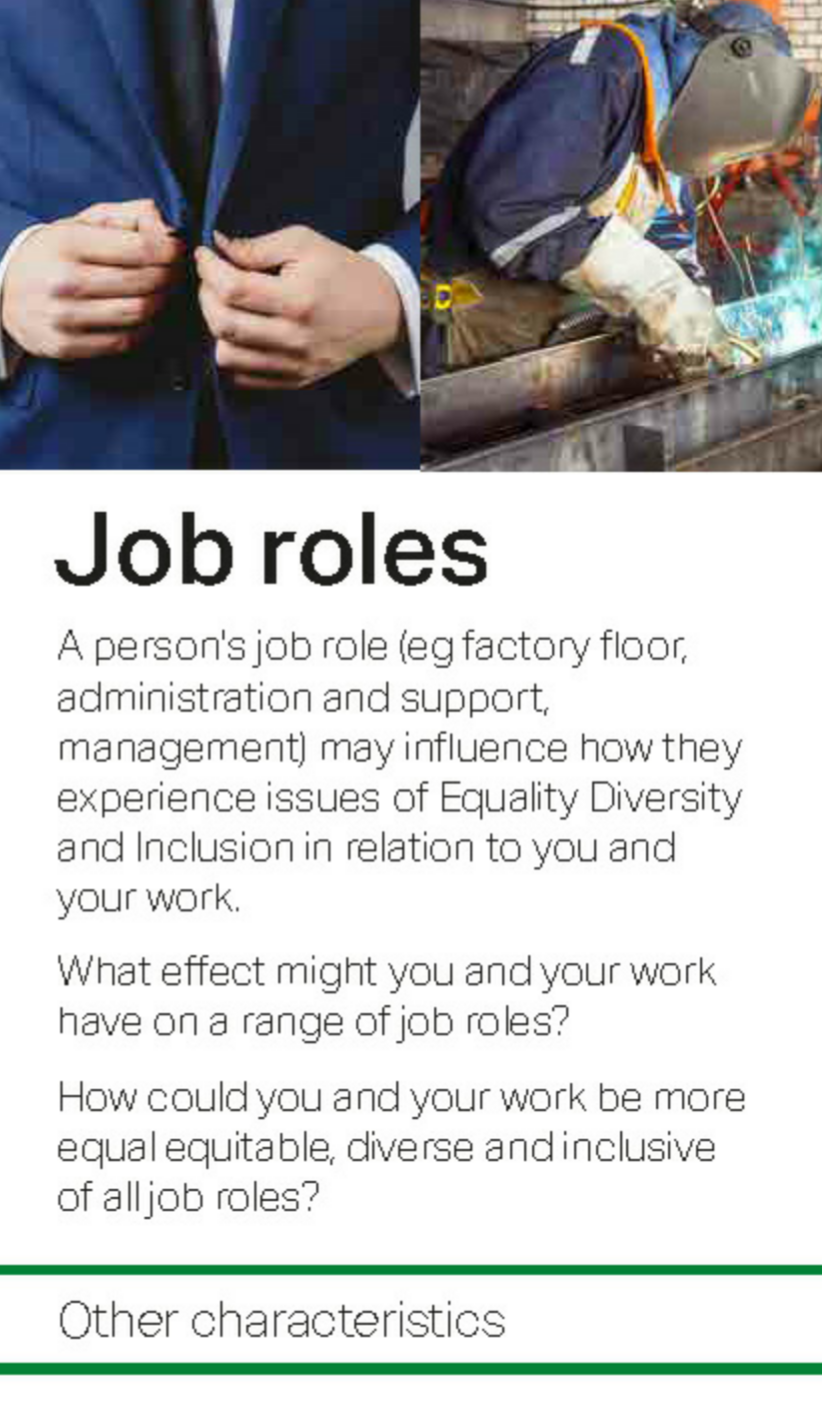 Job roles
A person's job role (eg factory floor,
administration and support,
management) may influence how they
experience issues of Equality Diversity
and Inclusion in relation to you and
your work.
What effect might you and your work
have on a range of job roles?
How could you and your work be more
equal equitable, diverse and inclusive
of all job roles?
Other characteristics